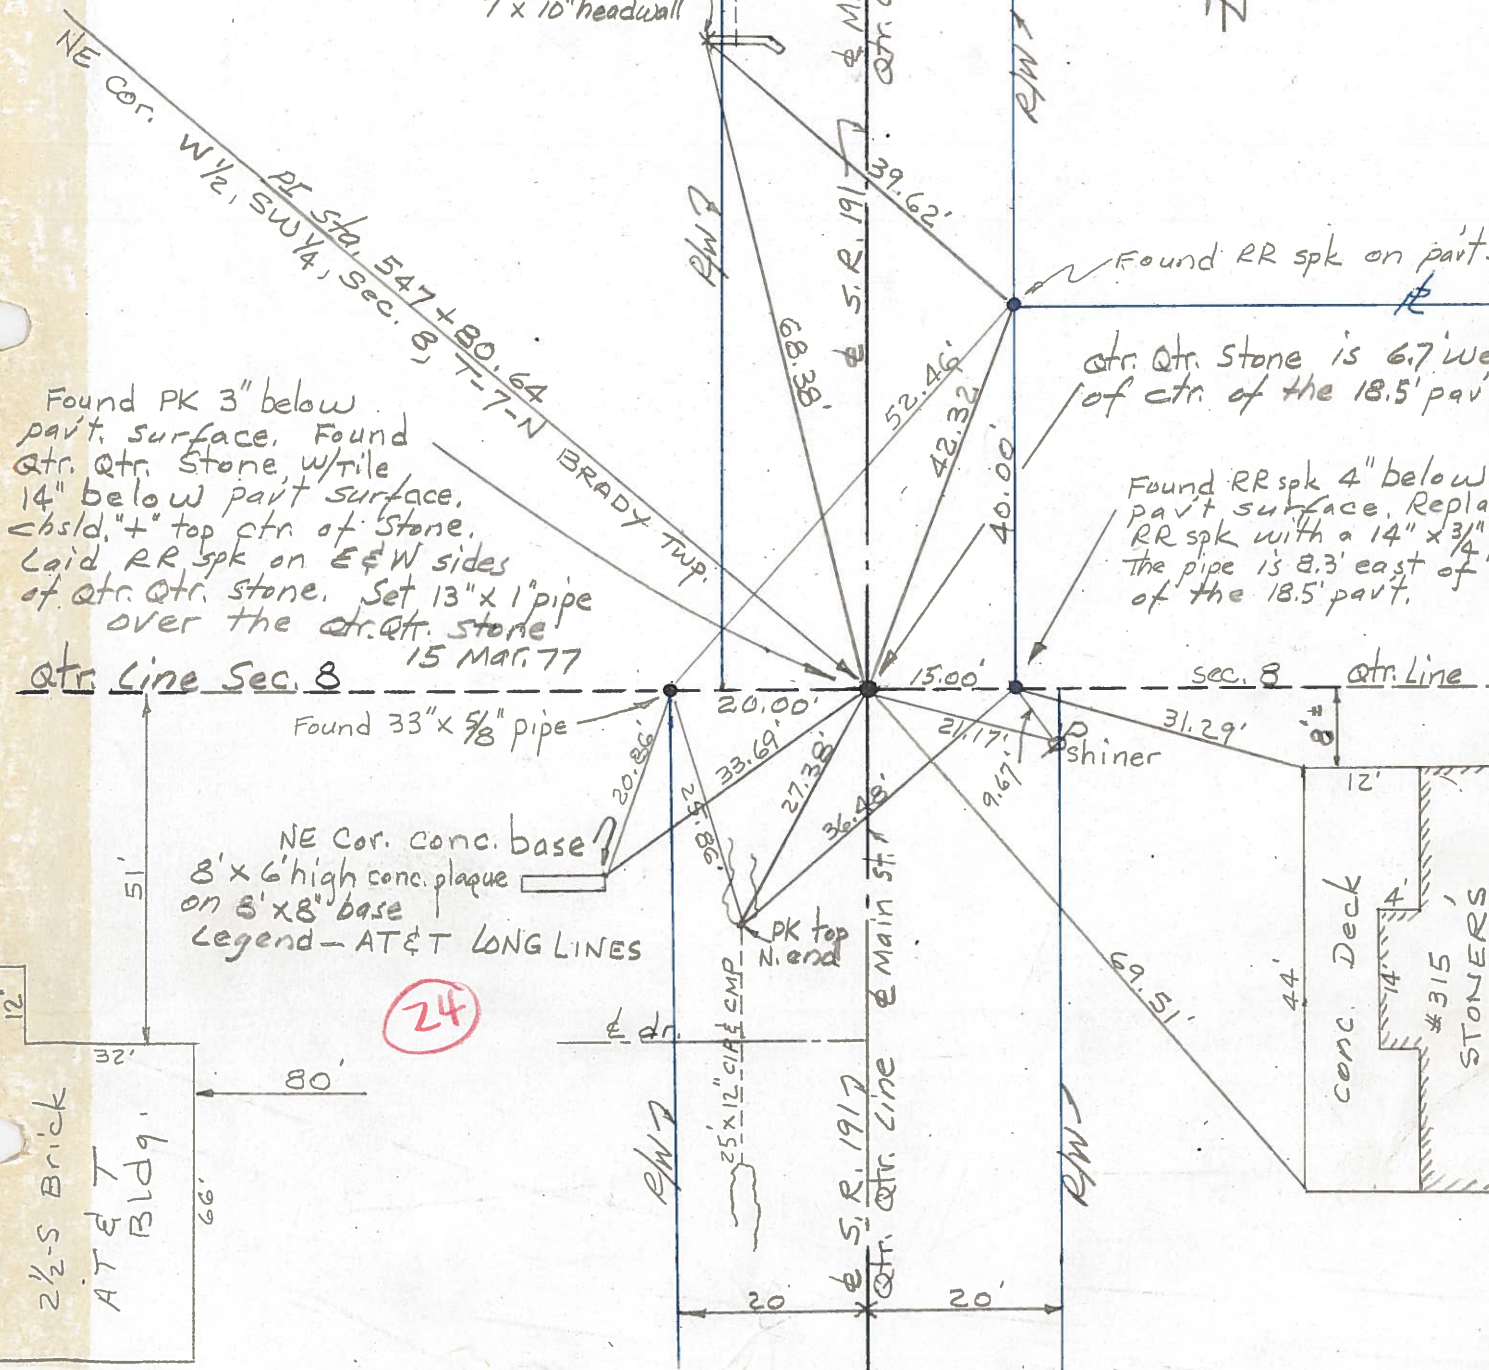 7 x 10" headwall
NE Cor.
W 1/2, SW 1/4, Sec. 8, T-7-N BRADY Twp.
PI Sta. 547 + 80.64
R/W
R/W
Qtr.
℄ S.R. 191
39.62'
68.38'
52.46'
42.32
40.00'
Found RR spk on pav't.
℄
Qtr. Qtr. Stone is 6.7'
of ctr. of the 18.5' pav'
Found RR spk 4" below
pav't surface.
RR spk with a 14" x 3/4"
The pipe is 8.3' east of
of the 18.5' pav't.
Found PK 3" below
pav't. surface. Found
Qtr. Qtr. Stone w/Tile
14" below pav't surface.
chsld. "+" top ctr. of Stone.
Laid RR spk on E & W sides
of Qtr. Qtr. Stone. Set 13" x 1" pipe
over the Qtr. Qtr. Stone
15 Mar. 77
Qtr. Line Sec. 8
20.00'
15.00'
Sec. 8 Qtr. Line
Found 33" x 5/8" pipe
20.86'
33.69'
25.86'
27.38'
36.48'
21.17'
9.67'
shiner
31.29'
8'±
12'
NE Cor. conc. base
8' x 6' high conc. plaque
on 8' x 8" base
Legend — AT&T LONG LINES
PK top
N. end
51'
24
℄ dr.
25' x 12" CMP
℄ Main St.
69.51'
44'
conc. Deck
4'
14'
#315
STONERS
12'
32'
80'
2 1/2-S Brick
AT & T
Bldg.
66'
R/W
℄ S.R. 191
Qtr. Qtr. Line
R/W
20
20'